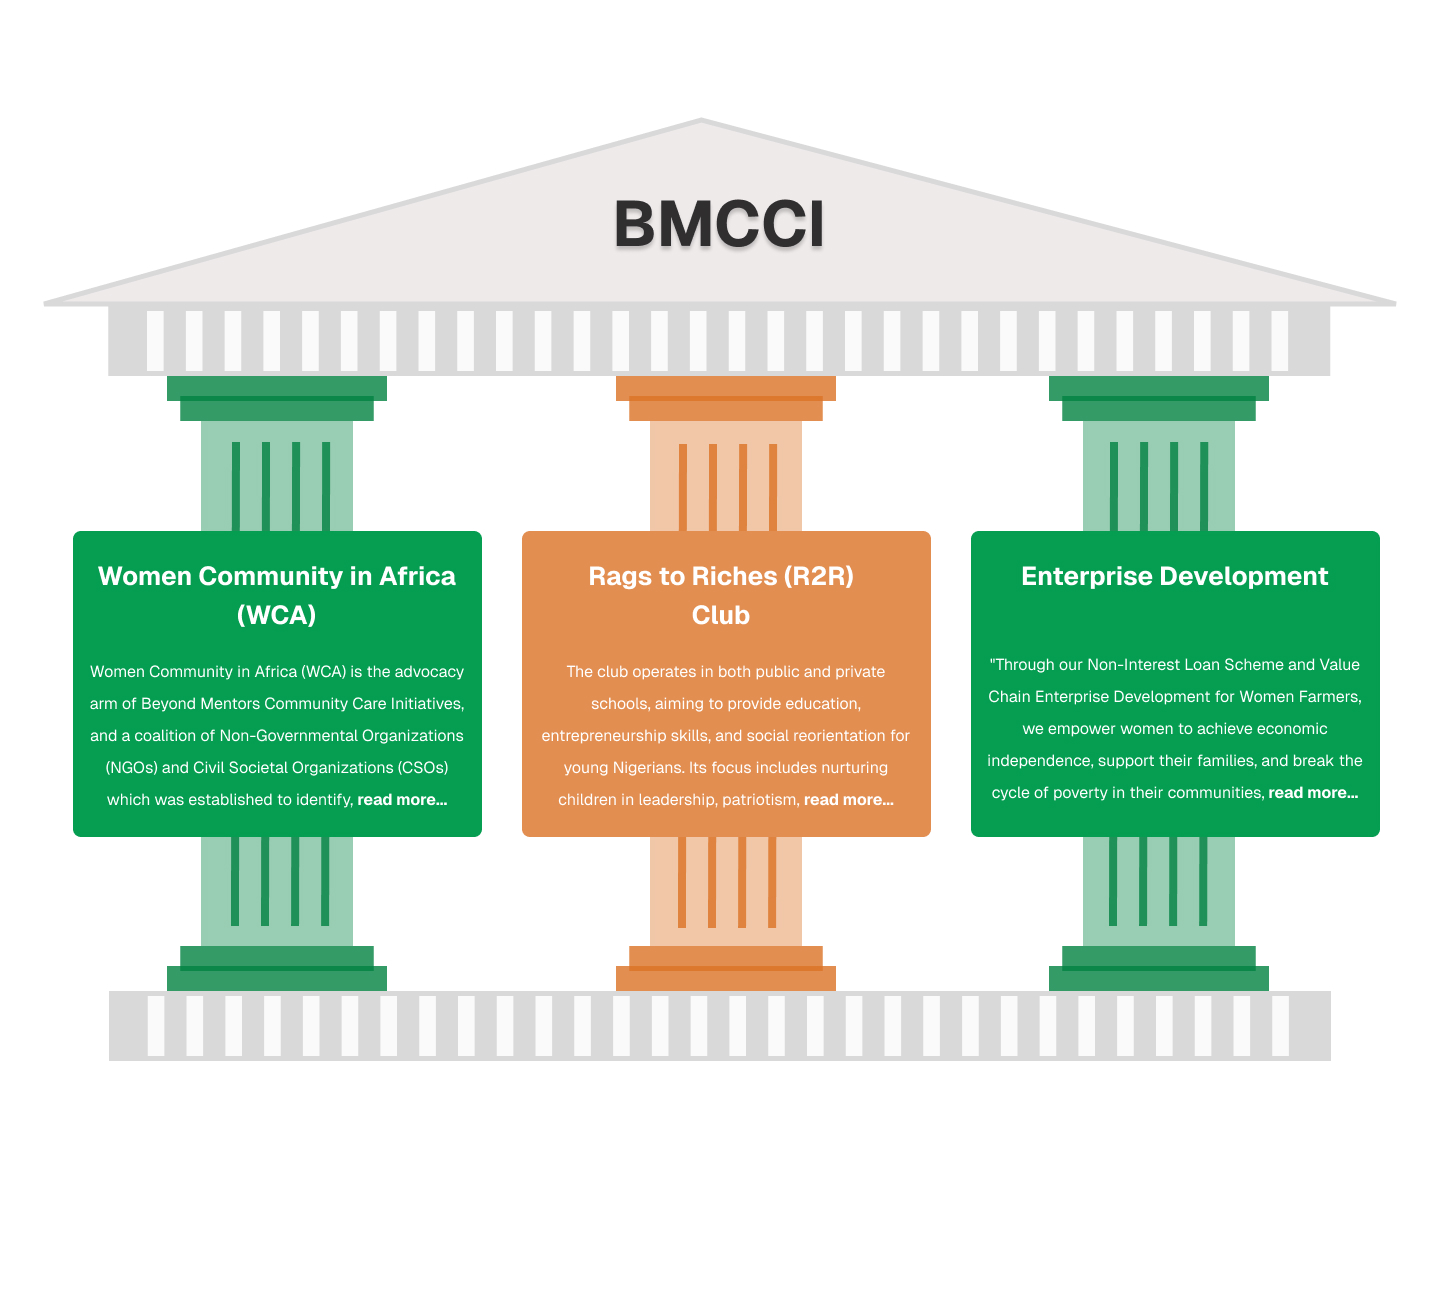 BMCCI
Women Community in Africa
(WCA)
Women Community in Africa (WCA) is the advocacy
arm of Beyond Mentors Community Care Initiatives,
and a coalition of Non-Governmental Organizations
(NGOs) and Civil Societal Organizations (CSOs)
which was established to identify, read more...
Rags to Riches (R2R)
Club
The club operates in both public and private
schools, aiming to provide education,
entrepreneurship skills, and social reorientation for
young Nigerians. Its focus includes nurturing
children in leadership, patriotism, read more...
Enterprise Development
"Through our Non-Interest Loan Scheme and Value
Chain Enterprise Development for Women Farmers,
we empower women to achieve economic
independence, support their families, and break the
cycle of poverty in their communities, read more...